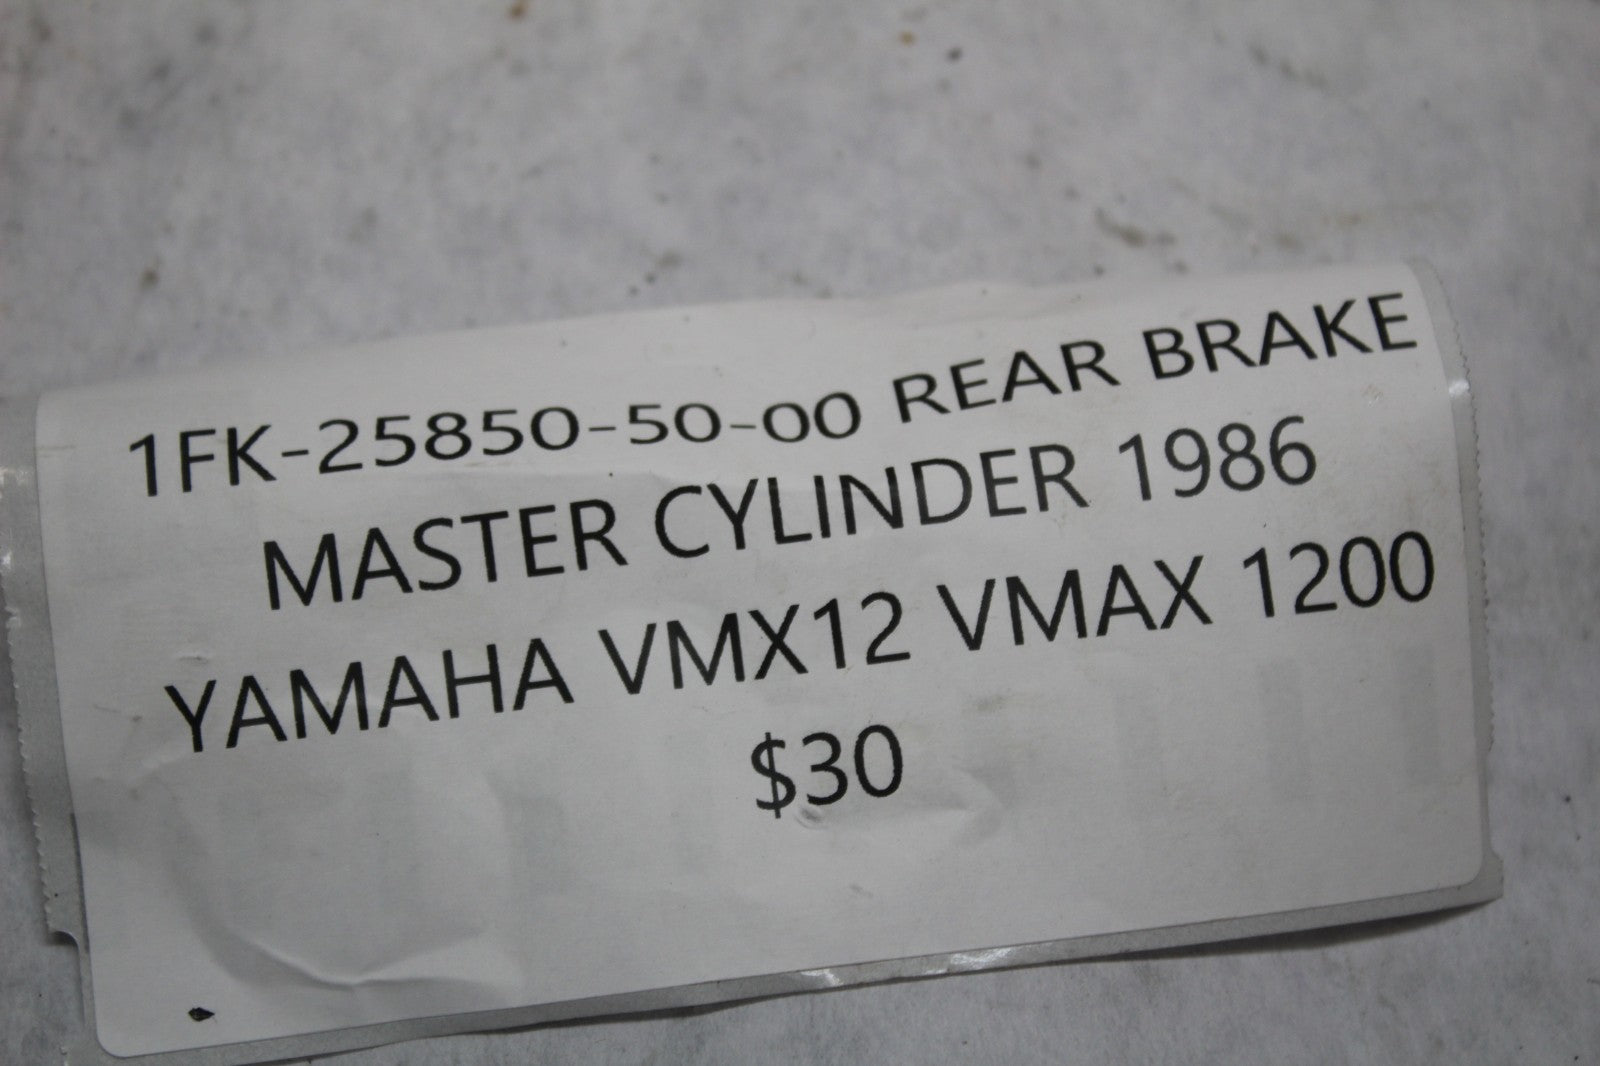 1FK-25850-50-00 REAR BRAKE
MASTER CYLINDER 1986
YAMAHA VMX12 VMAX 1200
$30